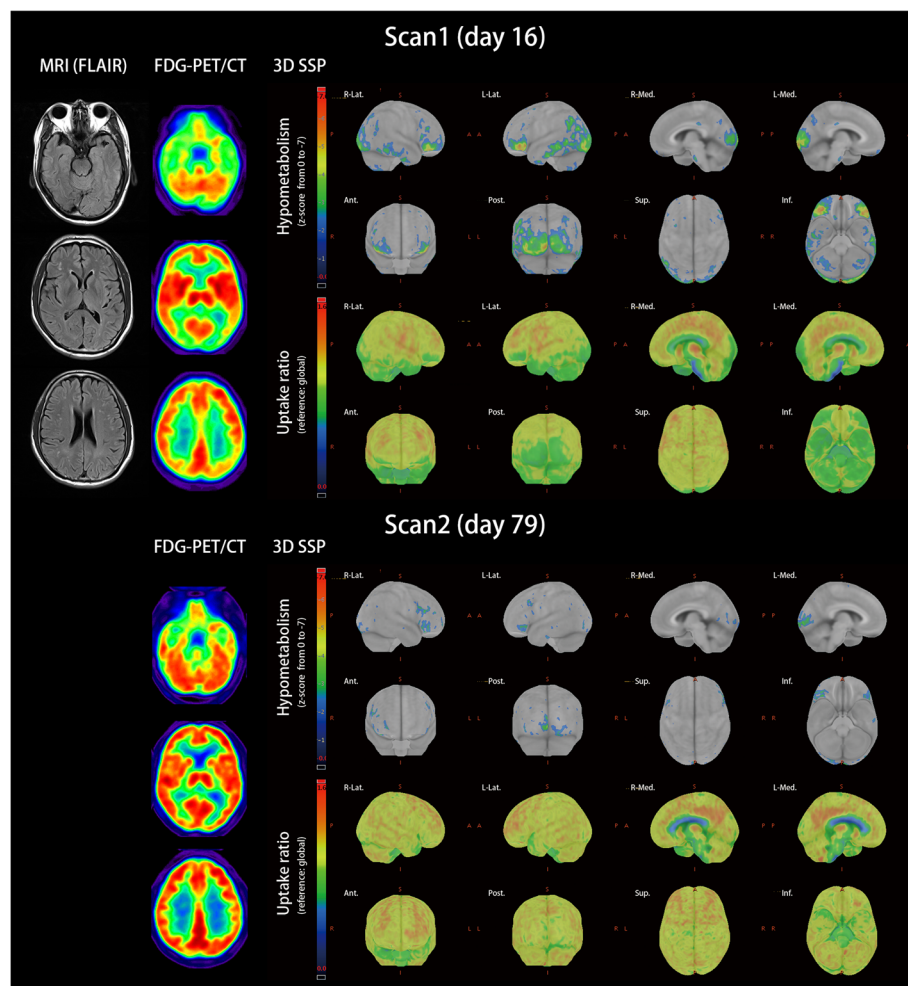 Scan1 (day 16)
MRI (FLAIR) FDG-PET/CT 3D SSP
Hypometabolism
(z-score from 0 to -7)
R-Lat. L-Lat. R-Med. L-Med.
S S S S
P A A P A P P A
I I I I
Ant. Post. Sup. Inf.
R L L R L R R
Uptake ratio
(reference: global)
R-Lat. L-Lat. R-Med. L-Med.
S S S S
P A A P A P P
I I I I
Ant. Post. Sup. Inf.
R L L R L R R
Scan2 (day 79)
FDG-PET/CT 3D SSP
Hypometabolism
(z-score from 0 to -7)
R-Lat. L-Lat. R-Med. L-Med.
S S S S
P A A P A P P
I I I I
Ant. Post. Sup. Inf.
R L L R L R R
Uptake ratio
(reference: global)
R-Lat. L-Lat. R-Med. L-Med.
S S S S
P A A P A P P
I I I I
Ant. Post. Sup. Inf.
R L L R L R R